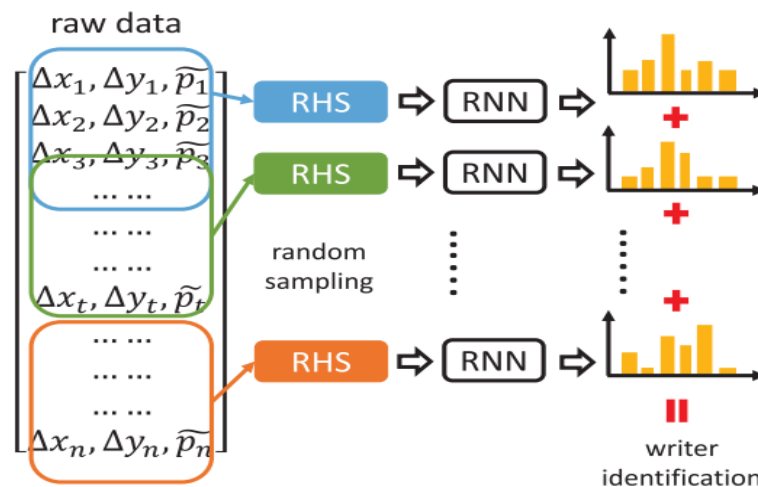 raw data
Δx₁, Δy₁, p̃₁
Δx₂, Δy₂, p̃₂
Δx₃, Δy₃, p̃₃
... ...
... ...
... ...
Δxₜ, Δyₜ, p̃ₜ
... ...
... ...
... ...
Δxₙ, Δyₙ, p̃ₙ
RHS
RNN
+
RHS
RNN
+
random
sampling
+
RHS
RNN
=
writer
identification